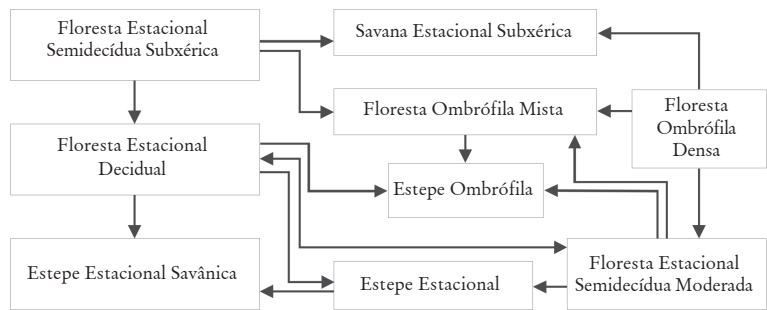 Floresta Estacional
Semidecídua Subxérica
Savana Estacional Subxérica
Floresta Ombrófila Mista
Floresta
Ombrófila
Densa
Floresta Estacional
Decidual
Estepe Ombrófila
Estepe Estacional Savânica
Estepe Estacional
Floresta Estacional
Semidecídua Moderada